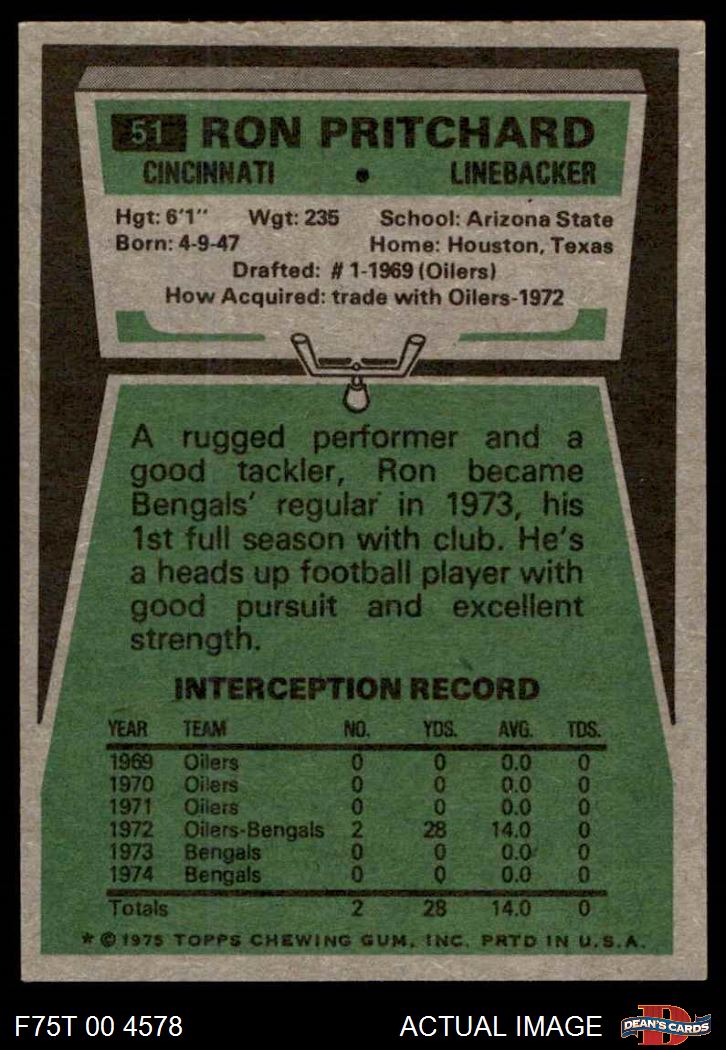 51 RON PRITCHARD
CINCINNATI • LINEBACKER
Hgt: 6'1" Wgt: 235 School: Arizona State
Born: 4-9-47 Home: Houston, Texas
Drafted: #1-1969 (Oilers)
How Acquired: trade with Oilers-1972
A rugged performer and a
good tackler, Ron became
Bengals' regular in 1973, his
1st full season with club. He's
a heads up football player with
good pursuit and excellent
strength.
INTERCEPTION RECORD
YEAR TEAM NO. YDS. AVG. TDS.
1969 Oilers 0 0 0.0 0
1970 Oilers 0 0 0.0 0
1971 Oilers 0 0 0.0 0
1972 Oilers-Bengals 2 28 14.0 0
1973 Bengals 0 0 0.0 0
1974 Bengals 0 0 0.0 0
Totals 2 28 14.0 0
* © 1975 TOPPS CHEWING GUM, INC. PRTD IN U.S.A.
F75T 00 4578 ACTUAL IMAGE D DEAN'S CARDS